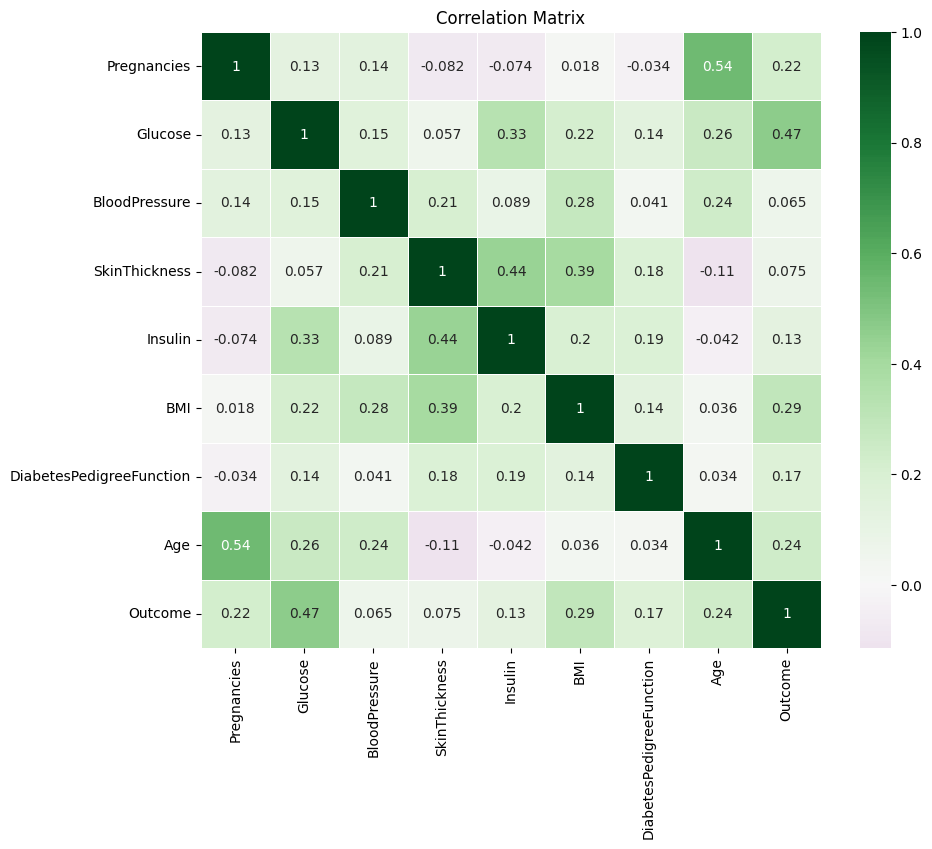 Correlation Matrix
Pregnancies 1 0.13 0.14 -0.082 -0.074 0.018 -0.034 0.54 0.22
Glucose 0.13 1 0.15 0.057 0.33 0.22 0.14 0.26 0.47
BloodPressure 0.14 0.15 1 0.21 0.089 0.28 0.041 0.24 0.065
SkinThickness -0.082 0.057 0.21 1 0.44 0.39 0.18 -0.11 0.075
Insulin -0.074 0.33 0.089 0.44 1 0.2 0.19 -0.042 0.13
BMI 0.018 0.22 0.28 0.39 0.2 1 0.14 0.036 0.29
DiabetesPedigreeFunction -0.034 0.14 0.041 0.18 0.19 0.14 1 0.034 0.17
Age 0.54 0.26 0.24 -0.11 -0.042 0.036 0.034 1 0.24
Outcome 0.22 0.47 0.065 0.075 0.13 0.29 0.17 0.24 1
Pregnancies
Glucose
BloodPressure
SkinThickness
Insulin
BMI
DiabetesPedigreeFunction
Age
Outcome
1.0
0.8
0.6
0.4
0.2
0.0